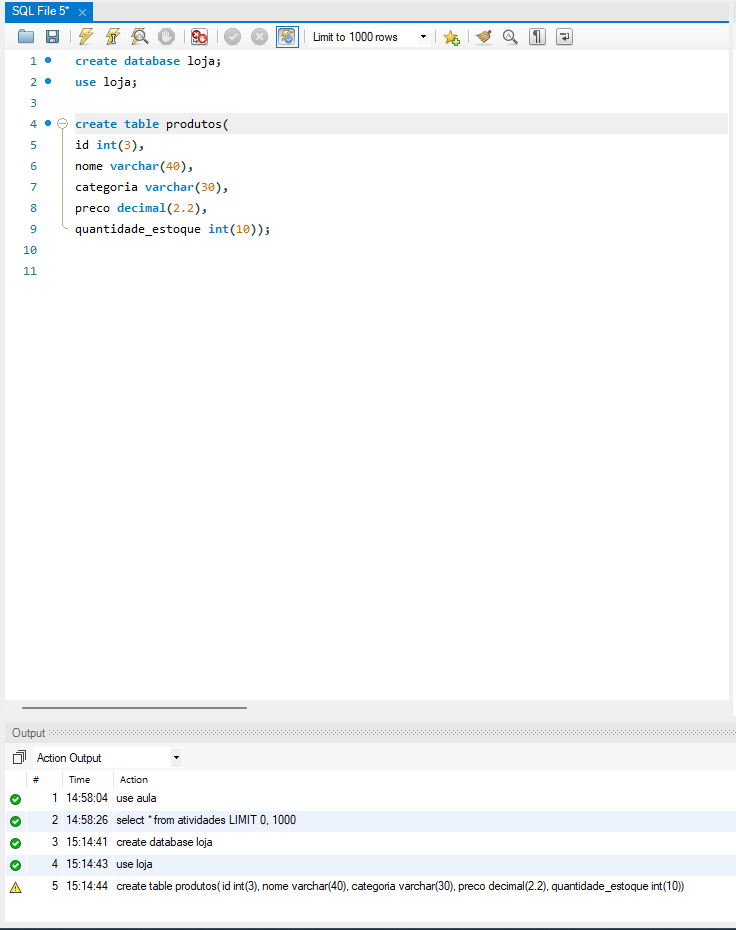 SQL File 5*
Limit to 1000 rows
1 create database loja;
2 use loja;
3
4 create table produtos(
5 id int(3),
6 nome varchar(40),
7 categoria varchar(30),
8 preco decimal(2.2),
9 quantidade_estoque int(10));
10
11
Output
Action Output
# Time Action
1 14:58:04 use aula
2 14:58:26 select * from atividades LIMIT 0, 1000
3 15:14:41 create database loja
4 15:14:43 use loja
5 15:14:44 create table produtos( id int(3), nome varchar(40), categoria varchar(30), preco decimal(2.2), quantidade_estoque int(10))